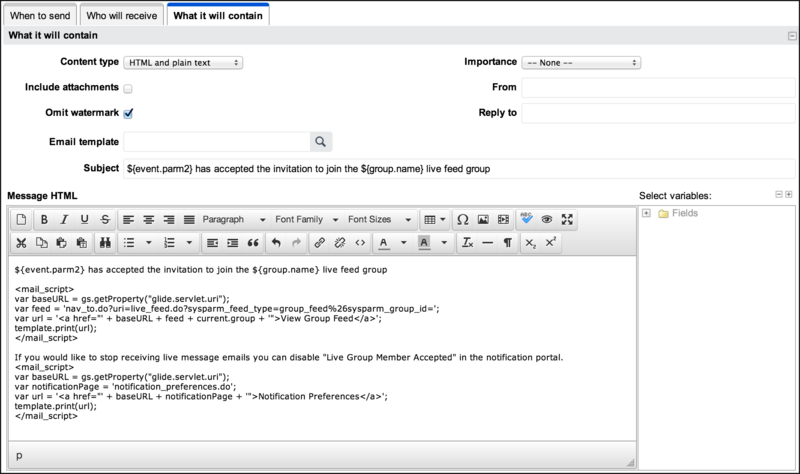 When to send
Who will receive
What it will contain
What it will contain
Content type
HTML and plain text
Importance
-- None --
Include attachments
From
Omit watermark
Reply to
Email template
Subject
${event.parm2} has accepted the invitation to join the ${group.name} live feed group
Message HTML
Select variables:
B I U S
Paragraph
Font Family
Font Sizes
Ω
ABC
Fields
A
A
Ix
¶
X2
X2
${event.parm2} has accepted the invitation to join the ${group.name} live feed group
<mail_script>
var baseURL = gs.getProperty("glide.servlet.uri");
var feed = 'nav_to.do?uri=live_feed.do?sysparm_feed_type=group_feed%26sysparm_group_id=';
var url = '<a href="' + baseURL + feed + current.group + '">View Group Feed</a>';
template.print(url);
</mail_script>
If you would like to stop receiving live message emails you can disable "Live Group Member Accepted" in the notification portal.
<mail_script>
var baseURL = gs.getProperty("glide.servlet.uri");
var notificationPage = 'notification_preferences.do';
var url = '<a href="' + baseURL + notificationPage + '">Notification Preferences</a>';
template.print(url);
</mail_script>
p